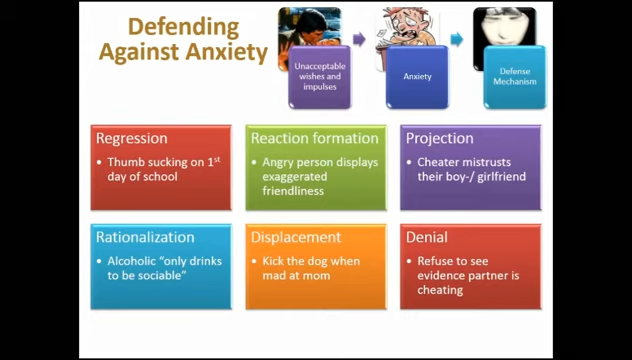 Defending
Against Anxiety
Unacceptable
wishes and
impulses
Anxiety
Defense
Mechanism
Regression
• Thumb sucking on 1st
day of school
Reaction formation
• Angry person displays
exaggerated
friendliness
Projection
• Cheater mistrusts
their boy-/ girlfriend
Rationalization
• Alcoholic “only drinks
to be sociable”
Displacement
• Kick the dog when
mad at mom
Denial
• Refuse to see
evidence partner is
cheating